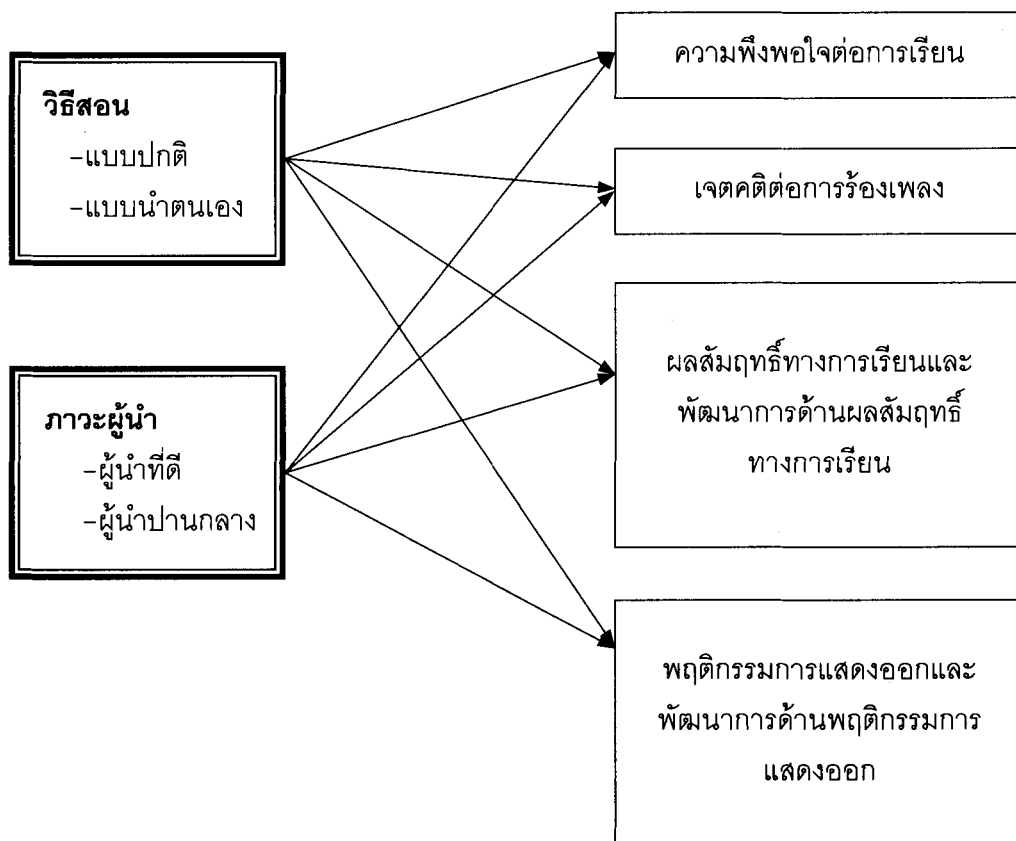 วิธีสอน
-แบบปกติ
-แบบนำตนเอง
ภาวะผู้นำ
-ผู้นำที่ดี
-ผู้นำปานกลาง
ความพึงพอใจต่อการเรียน
เจตคติต่อการร้องเพลง
ผลสัมฤทธิ์ทางการเรียนและ
พัฒนาการด้านผลสัมฤทธิ์
ทางการเรียน
พฤติกรรมการแสดงออกและ
พัฒนาการด้านพฤติกรรมการ
แสดงออก